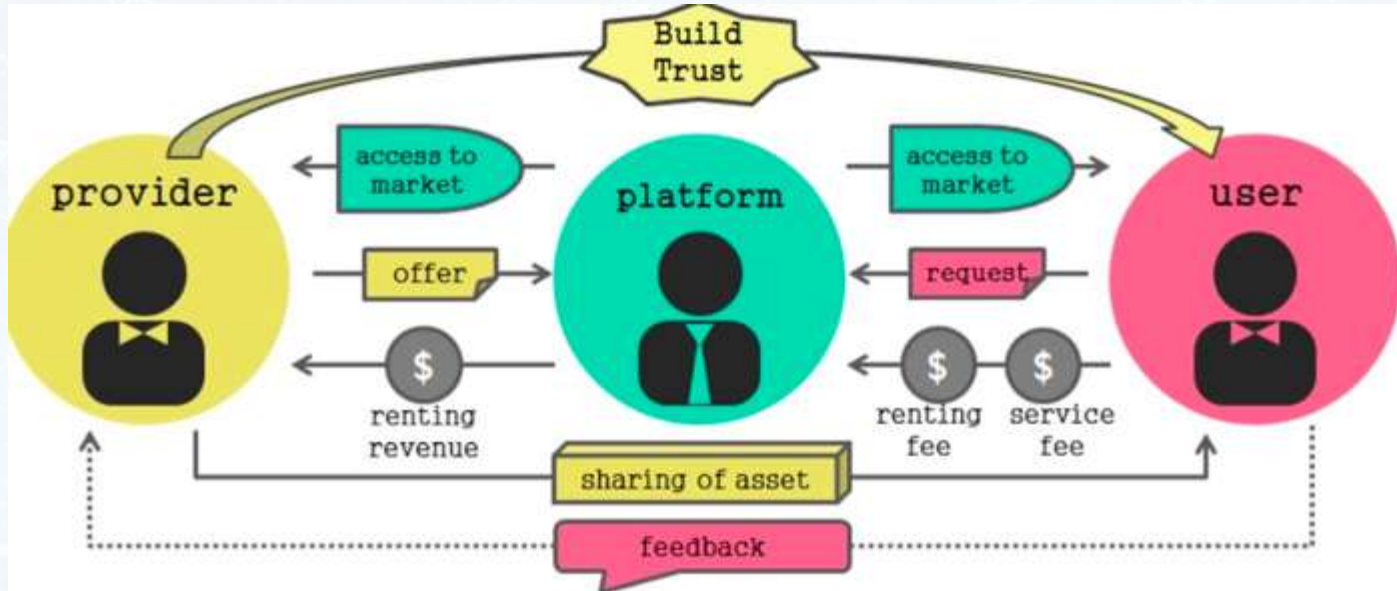 Build
Trust
access to
market
access to
market
provider
platform
user
offer
request
$
$
$
renting
revenue
renting
fee
service
fee
sharing of asset
feedback